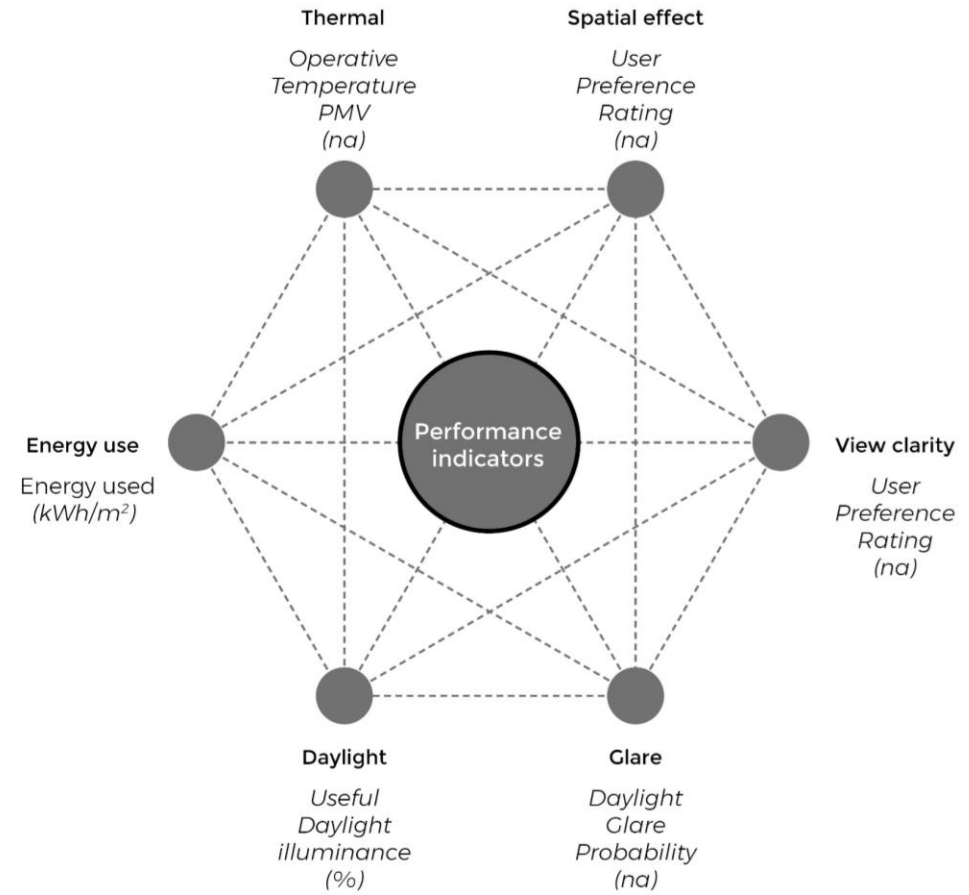 Thermal
Operative
Temperature
PMV
(na)
Spatial effect
User
Preference
Rating
(na)
Performance
indicators
Energy use
Energy used
(kWh/m²)
View clarity
User
Preference
Rating
(na)
Daylight
Useful
Daylight
illuminance
(%)
Glare
Daylight
Glare
Probability
(na)